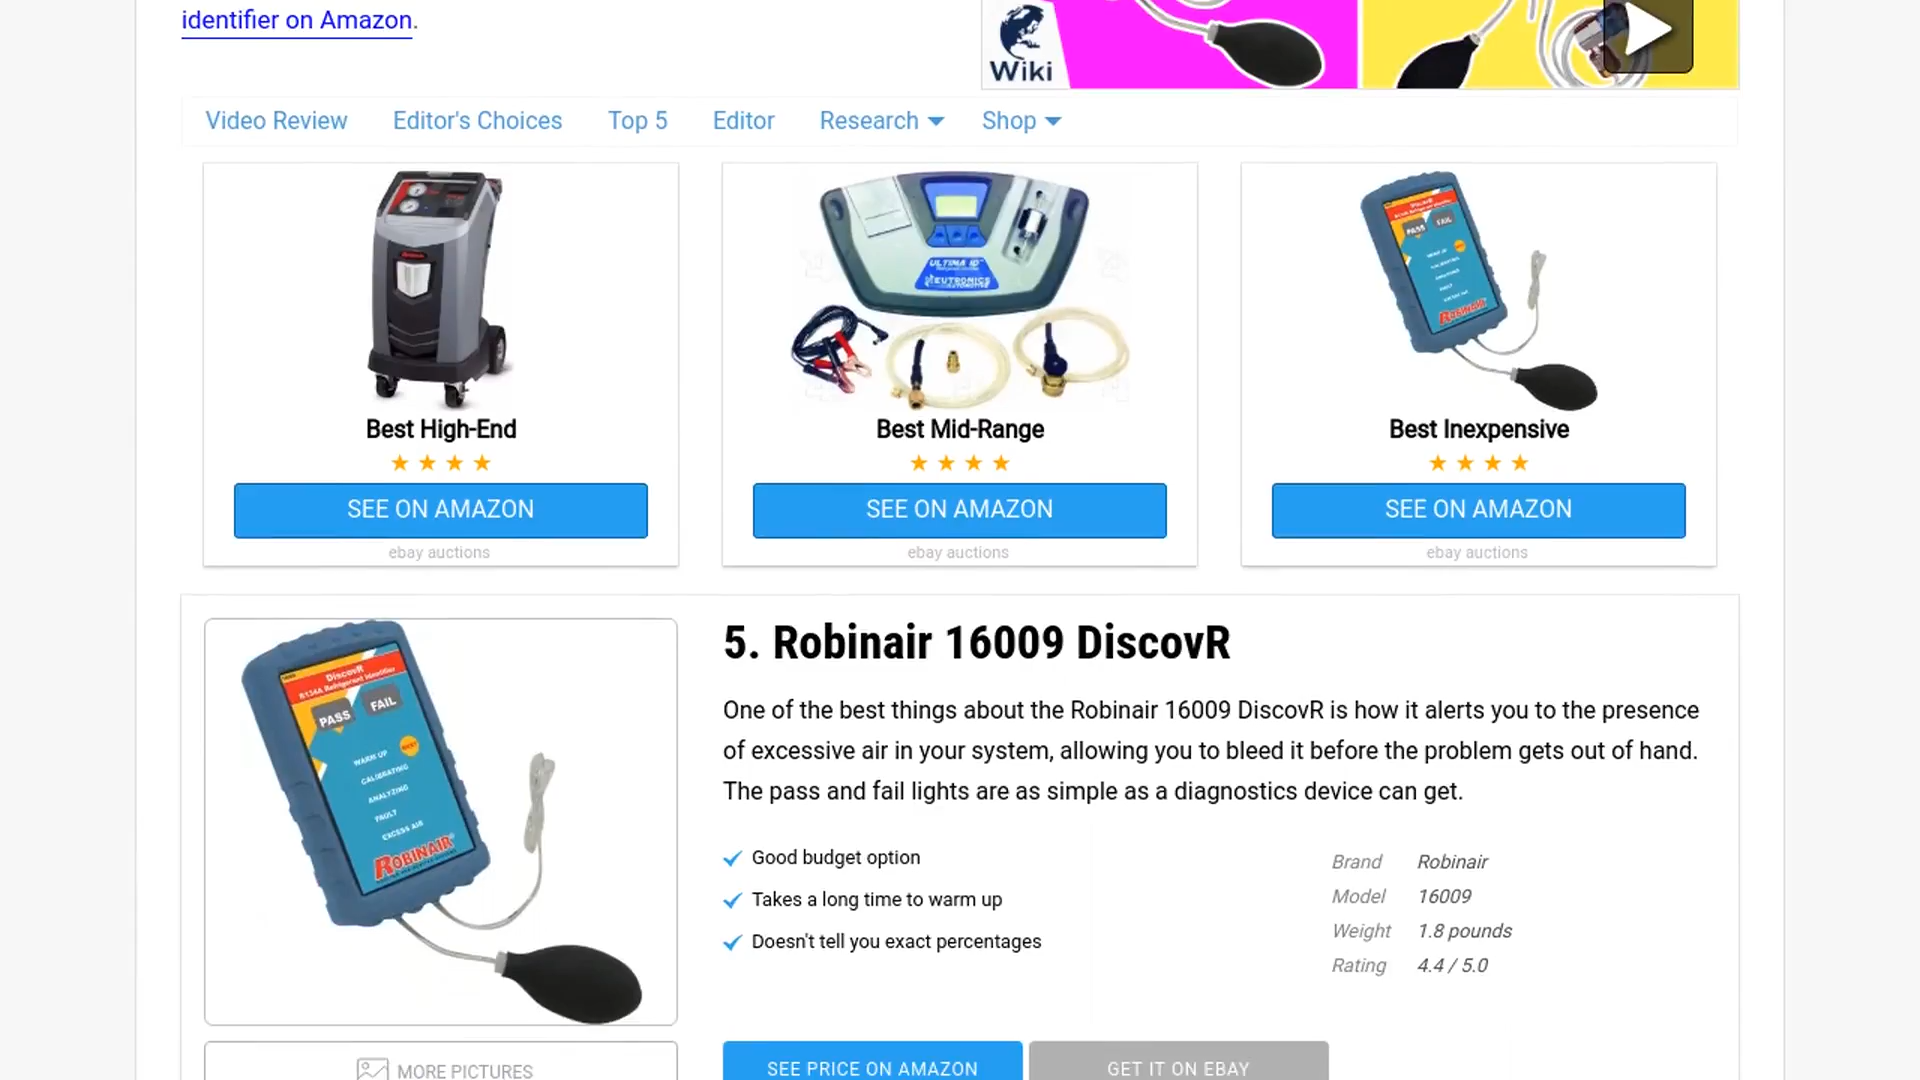 identifier on Amazon.
Wiki
Video Review
Editor's Choices
Top 5
Editor
Research
Shop
ULTIMA ID™
NEUTRONICS
DiscovR
PASS
FAIL
ROBINAIR
Best High-End
Best Mid-Range
Best Inexpensive
SEE ON AMAZON
SEE ON AMAZON
SEE ON AMAZON
ebay auctions
ebay auctions
ebay auctions
DiscovR
R134A Refrigerant Identifier
PASS
FAIL
WARM UP
CALIBRATING
ANALYZING
FAULT
EXCESS AIR
ROBINAIR®
5. Robinair 16009 DiscovR
One of the best things about the Robinair 16009 DiscovR is how it alerts you to the presence
of excessive air in your system, allowing you to bleed it before the problem gets out of hand.
The pass and fail lights are as simple as a diagnostics device can get.
Good budget option
Takes a long time to warm up
Doesn't tell you exact percentages
Brand Robinair
Model 16009
Weight 1.8 pounds
Rating 4.4 / 5.0
MORE PICTURES
SEE PRICE ON AMAZON
GET IT ON EBAY